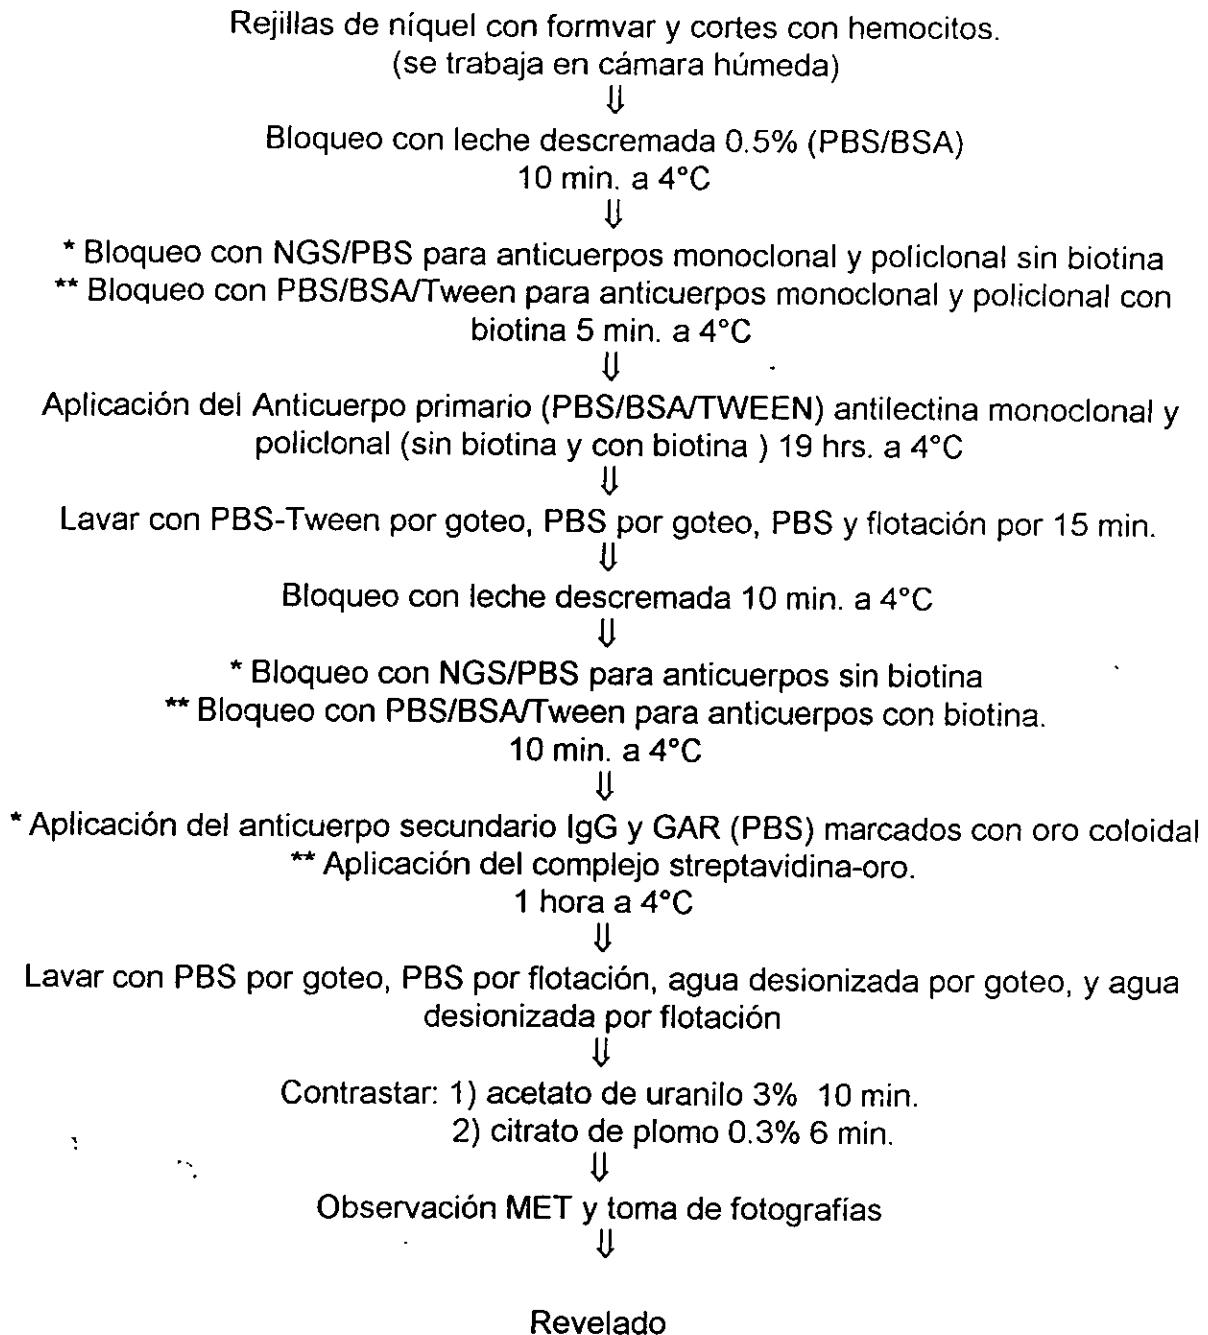 Rejillas de níquel con formvar y cortes con hemocitos.
(se trabaja en cámara húmeda)
⇓
Bloqueo con leche descremada 0.5% (PBS/BSA)
10 min. a 4°C
⇓
* Bloqueo con NGS/PBS para anticuerpos monoclonal y policlonal sin biotina
** Bloqueo con PBS/BSA/Tween para anticuerpos monoclonal y policlonal con
biotina 5 min. a 4°C
⇓
Aplicación del Anticuerpo primario (PBS/BSA/TWEEN) antilectina monoclonal y
policlonal (sin biotina y con biotina ) 19 hrs. a 4°C
⇓
Lavar con PBS-Tween por goteo, PBS por goteo, PBS y flotación por 15 min.
⇓
Bloqueo con leche descremada 10 min. a 4°C
⇓
* Bloqueo con NGS/PBS para anticuerpos sin biotina
** Bloqueo con PBS/BSA/Tween para anticuerpos con biotina.
10 min. a 4°C
⇓
* Aplicación del anticuerpo secundario IgG y GAR (PBS) marcados con oro coloidal
** Aplicación del complejo streptavidina-oro.
1 hora a 4°C
⇓
Lavar con PBS por goteo, PBS por flotación, agua desionizada por goteo, y agua
desionizada por flotación
⇓
Contrastar: 1) acetato de uranilo 3% 10 min.
2) citrato de plomo 0.3% 6 min.
⇓
Observación MET y toma de fotografías
⇓
Revelado